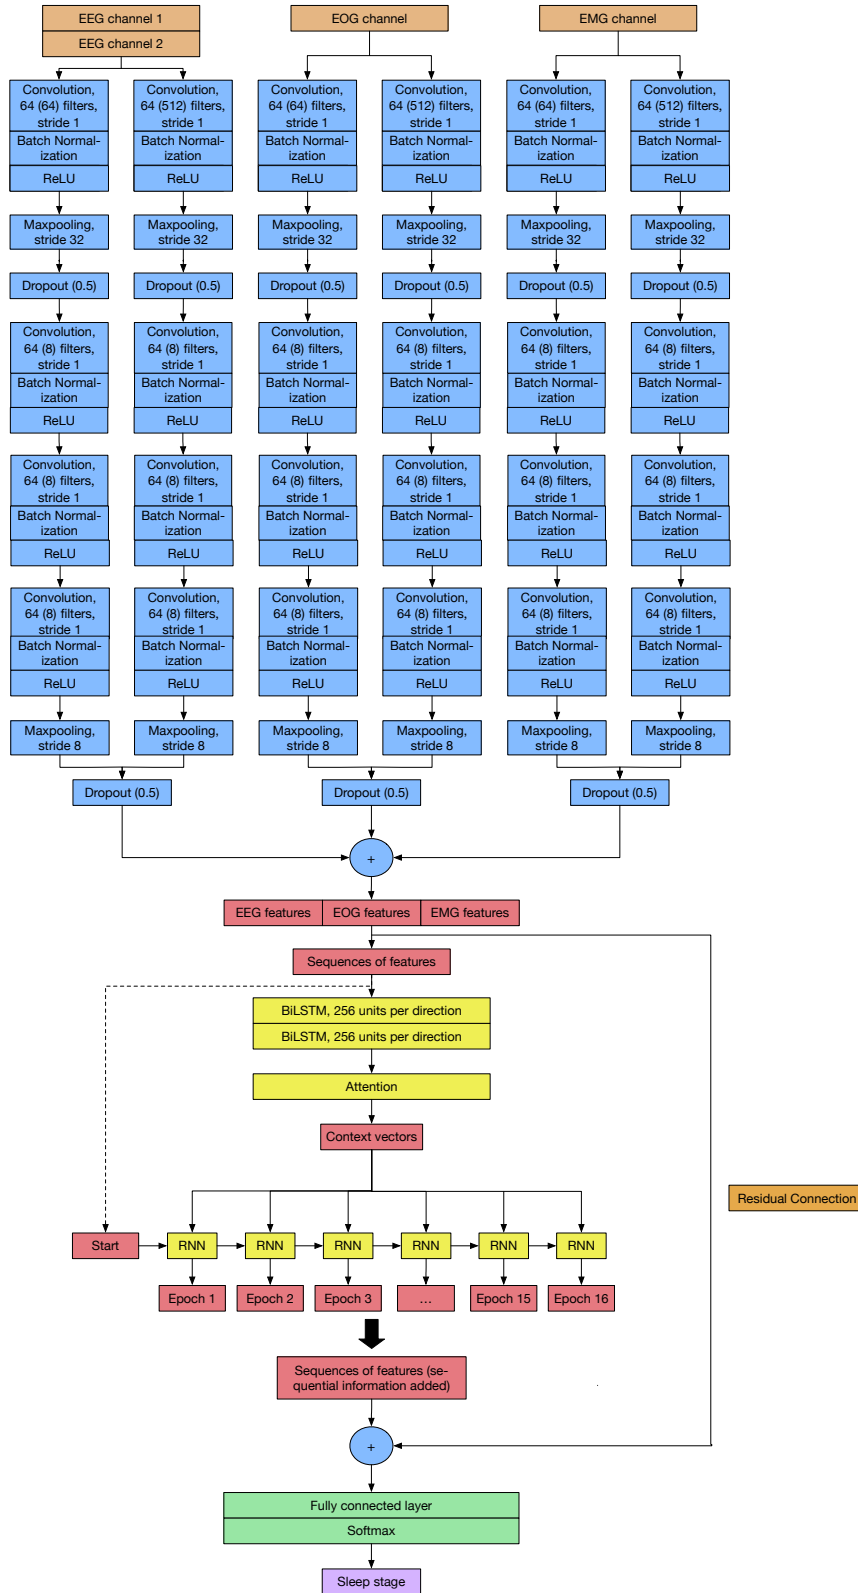 EEG channel 1
EEG channel 2
EOG channel
EMG channel
Convolution,
64 (64) filters,
stride 1
Batch Normal-
ization
ReLU
Convolution,
64 (512) filters,
stride 1
Batch Normal-
ization
ReLU
Convolution,
64 (64) filters,
stride 1
Batch Normal-
ization
ReLU
Convolution,
64 (512) filters,
stride 1
Batch Normal-
ization
ReLU
Convolution,
64 (64) filters,
stride 1
Batch Normal-
ization
ReLU
Convolution,
64 (512) filters,
stride 1
Batch Normal-
ization
ReLU
Maxpooling,
stride 32
Maxpooling,
stride 32
Maxpooling,
stride 32
Maxpooling,
stride 32
Maxpooling,
stride 32
Maxpooling,
stride 32
Dropout (0.5)
Dropout (0.5)
Dropout (0.5)
Dropout (0.5)
Dropout (0.5)
Dropout (0.5)
Convolution,
64 (8) filters,
stride 1
Batch Normal-
ization
ReLU
Convolution,
64 (8) filters,
stride 1
Batch Normal-
ization
ReLU
Convolution,
64 (8) filters,
stride 1
Batch Normal-
ization
ReLU
Convolution,
64 (8) filters,
stride 1
Batch Normal-
ization
ReLU
Convolution,
64 (8) filters,
stride 1
Batch Normal-
ization
ReLU
Convolution,
64 (8) filters,
stride 1
Batch Normal-
ization
ReLU
Convolution,
64 (8) filters,
stride 1
Batch Normal-
ization
ReLU
Convolution,
64 (8) filters,
stride 1
Batch Normal-
ization
ReLU
Convolution,
64 (8) filters,
stride 1
Batch Normal-
ization
ReLU
Convolution,
64 (8) filters,
stride 1
Batch Normal-
ization
ReLU
Convolution,
64 (8) filters,
stride 1
Batch Normal-
ization
ReLU
Convolution,
64 (8) filters,
stride 1
Batch Normal-
ization
ReLU
Convolution,
64 (8) filters,
stride 1
Batch Normal-
ization
ReLU
Convolution,
64 (8) filters,
stride 1
Batch Normal-
ization
ReLU
Convolution,
64 (8) filters,
stride 1
Batch Normal-
ization
ReLU
Convolution,
64 (8) filters,
stride 1
Batch Normal-
ization
ReLU
Convolution,
64 (8) filters,
stride 1
Batch Normal-
ization
ReLU
Convolution,
64 (8) filters,
stride 1
Batch Normal-
ization
ReLU
Maxpooling,
stride 8
Maxpooling,
stride 8
Maxpooling,
stride 8
Maxpooling,
stride 8
Maxpooling,
stride 8
Maxpooling,
stride 8
Dropout (0.5)
Dropout (0.5)
Dropout (0.5)
+
EEG features
EOG features
EMG features
Sequences of features
BiLSTM, 256 units per direction
BiLSTM, 256 units per direction
Attention
Context vectors
Residual Connection
Start
RNN
RNN
RNN
RNN
RNN
RNN
Epoch 1
Epoch 2
Epoch 3
...
Epoch 15
Epoch 16
Sequences of features (se-
quential information added)
+
Fully connected layer
Softmax
Sleep stage